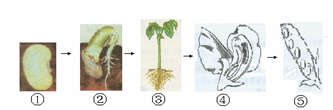 ① ② ③ ④ ⑤